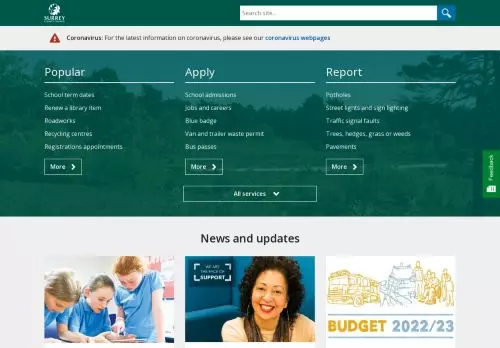 SURREY
Search site...
Coronavirus: For the latest information on coronavirus, please see our coronavirus webpages
Popular
School term dates
Renew a library item
Roadworks
Recycling centres
Registrations appointments
More
Apply
School admissions
Jobs and careers
Blue badge
Van and trailer waste permit
Bus passes
More
Report
Potholes
Street lights and sign lighting
Traffic signal faults
Trees, hedges, grass or weeds
Pavements
More
All services
Feedback
News and updates
WE ARE
THE FACE OF
SUPPORT
BUDGET 2022/23